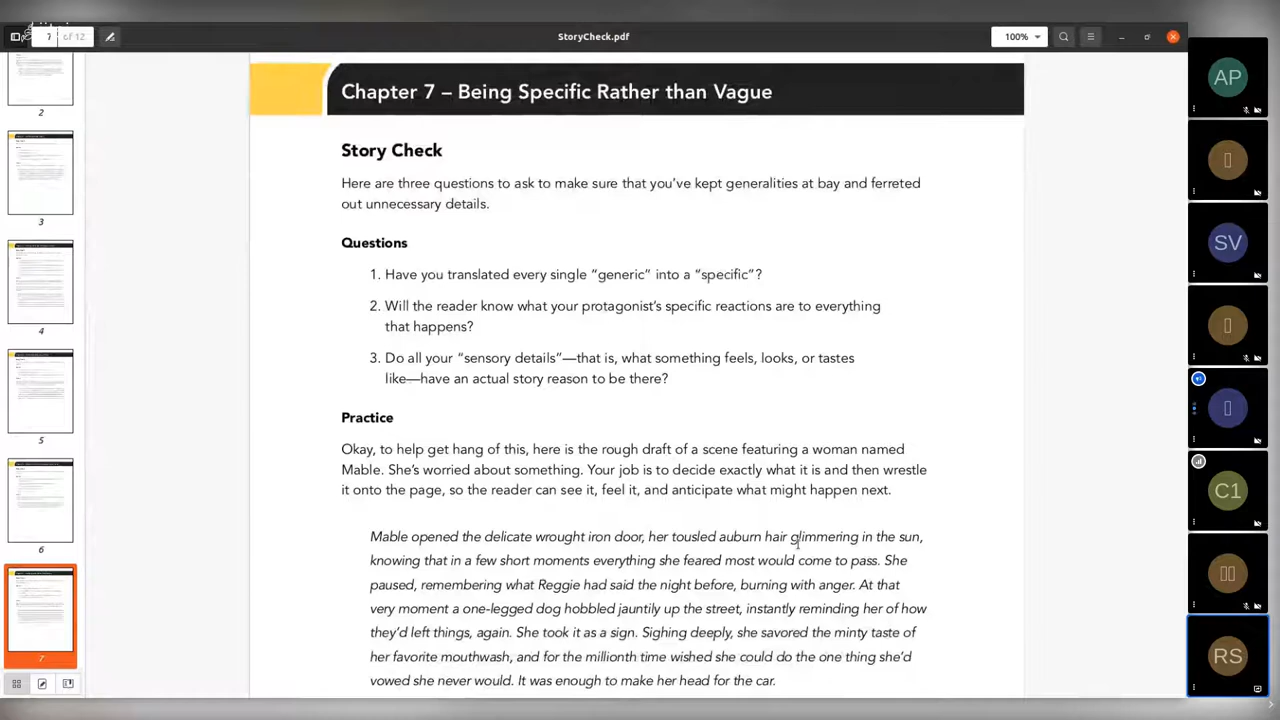 7 of 12
StoryCheck.pdf
100%
Chapter 7 – Being Specific Rather than Vague
Story Check
Here are three questions to ask to make sure that you've kept generalities at bay and ferreted
out unnecessary details.
Questions
1. Have you translated every single “generic” into a “specific”?
2. Will the reader know what your protagonist's specific reactions are to everything
that happens?
3. Do all your “sensory details”—that is, what something feels, looks, or tastes
like—have an actual story reason to be there?
Practice
Okay, to help get hang of this, here is the rough draft of a scene featuring a woman named
Mable. She's worried about something. Your job is to decide exactly what it is and then wrestle
it onto the page, so the reader can see it, feel it, and anticipate what might happen next.
Mable opened the delicate wrought iron door, her tousled auburn hair glimmering in the sun,
knowing that in a few short moments everything she feared most would come to pass. She
paused, remembering what Maggie had said the night before, burning with anger. At that
very moment a one-legged dog hobbled jauntily up the street, instantly reminding her of how
they'd left things, again. She took it as a sign. Sighing deeply, she savored the minty taste of
her favorite mouthwash, and for the millionth time wished she could do the one thing she'd
vowed she never would. It was enough to make her head for the car.
2
3
4
5
6
7
AP
SV
C1
RS